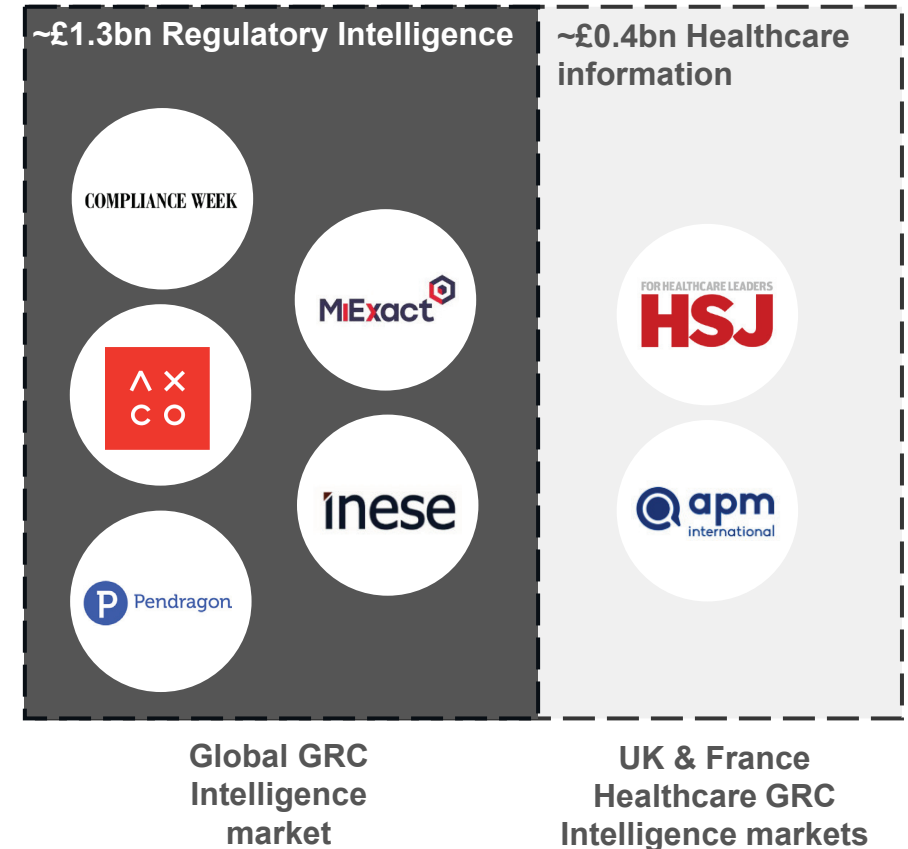 ~£1.3bn Regulatory Intelligence
COMPLIANCE WEEK
MiExact
AXCO
Pendragon
inese
~£0.4bn Healthcare
information
FOR HEALTHCARE LEADERS
HSJ
apm
international
Global GRC
Intelligence
market
UK & France
Healthcare GRC
Intelligence markets